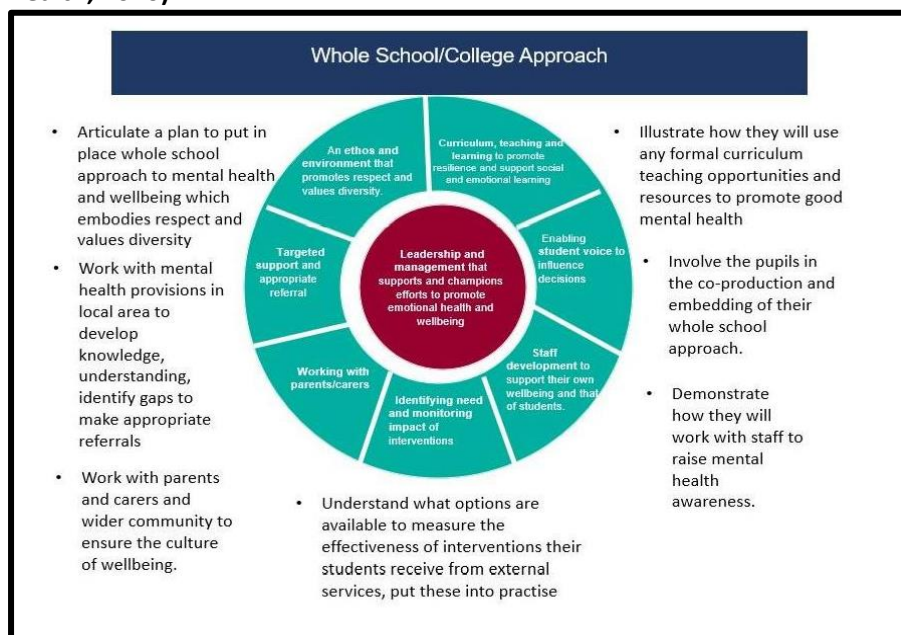 Whole School/College Approach
• Articulate a plan to put in
place whole school
approach to mental health
and wellbeing which
embodies respect and
values diversity
• Work with mental
health provisions in
local area to
develop
knowledge,
understanding,
identify gaps to
make appropriate
referrals
• Work with parents
and carers and
wider community to
ensure the culture
of wellbeing.
An ethos and
environment that
promotes respect and
values diversity.
Curriculum, teaching and
learning to promote
resilience and support social
and emotional learning
Enabling
student voice to
influence
decisions
Staff
development to
support their own
wellbeing and that
of students.
Identifying need
and monitoring
impact of
interventions
Working with
parents/carers
Targeted
support and
appropriate
referral
Leadership and
management that
supports and champions
efforts to promote
emotional health and
wellbeing
• Illustrate how they will use
any formal curriculum
teaching opportunities and
resources to promote good
mental health
• Involve the pupils in
the co-production and
embedding of their
whole school
approach.
• Demonstrate
how they will
work with staff to
raise mental
health
awareness.
• Understand what options are
available to measure the
effectiveness of interventions their
students receive from external
services, put these into practise